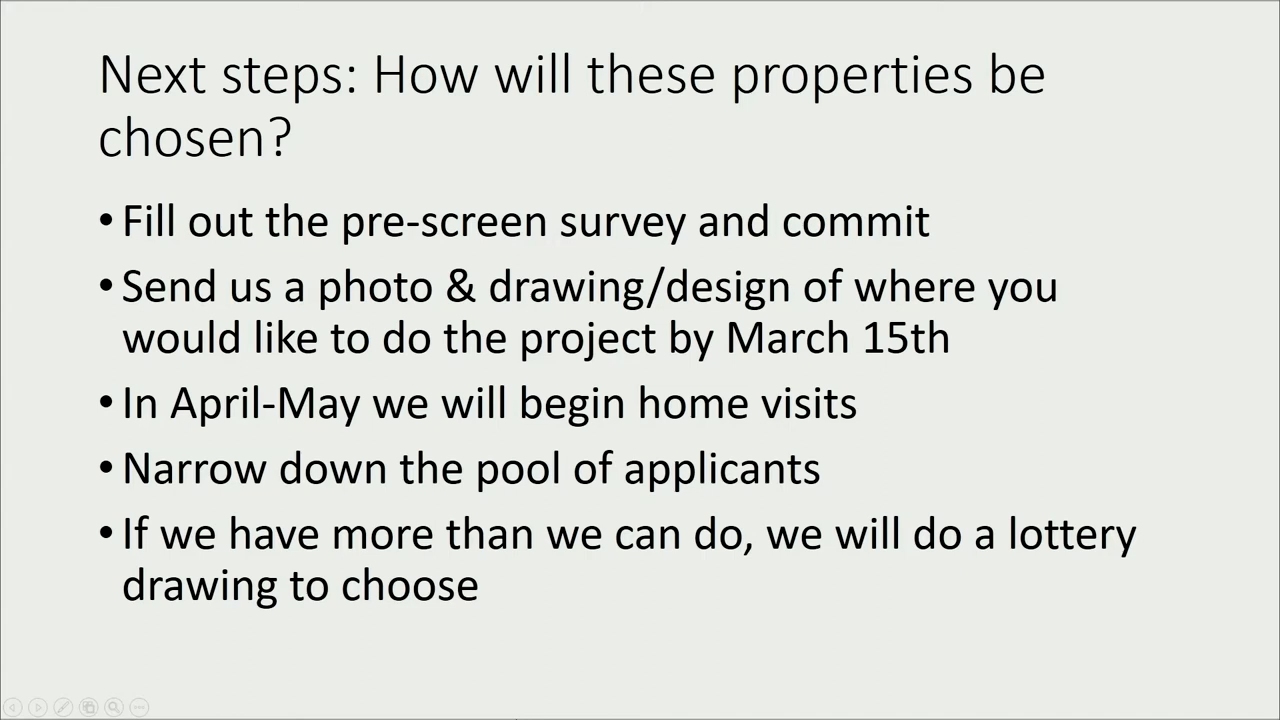 Next steps: How will these properties be
chosen?
• Fill out the pre-screen survey and commit
• Send us a photo & drawing/design of where you
would like to do the project by March 15th
• In April-May we will begin home visits
• Narrow down the pool of applicants
• If we have more than we can do, we will do a lottery
drawing to choose